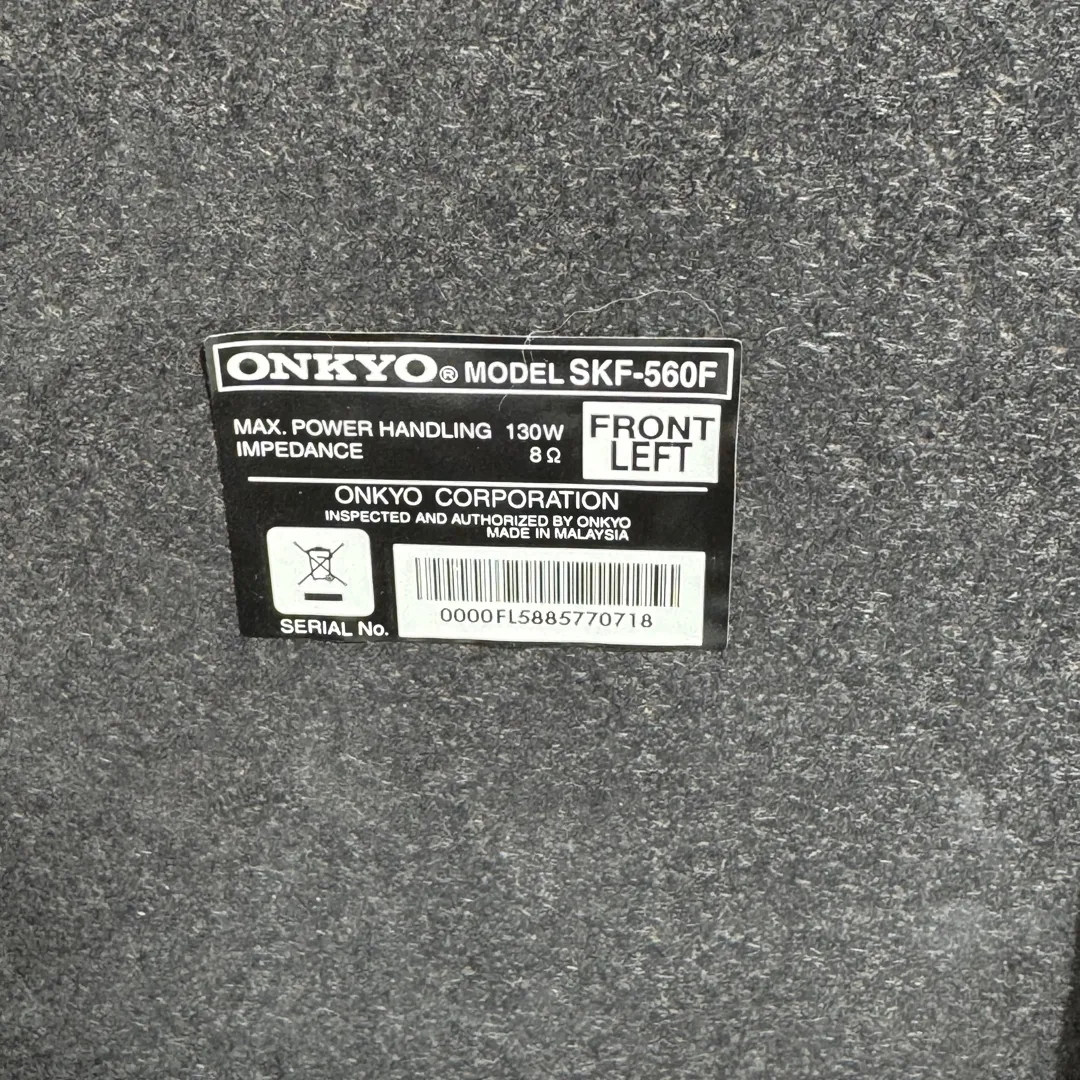 ONKYO® MODEL SKF-560F
MAX. POWER HANDLING 130W
IMPEDANCE 8Ω
FRONT
LEFT
ONKYO CORPORATION
INSPECTED AND AUTHORIZED BY ONKYO
MADE IN MALAYSIA
SERIAL No.
0000FL5885770718